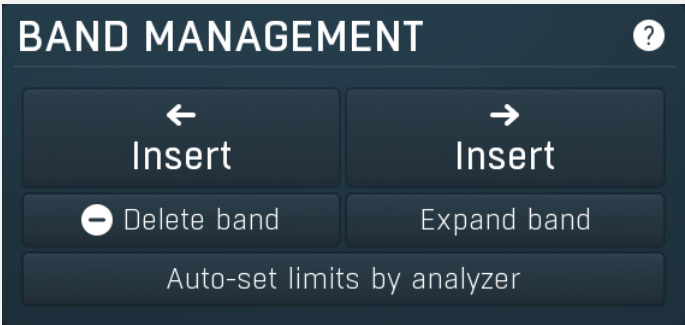 BAND MANAGEMENT ?
← →
Insert Insert
Delete band Expand band
Auto-set limits by analyzer